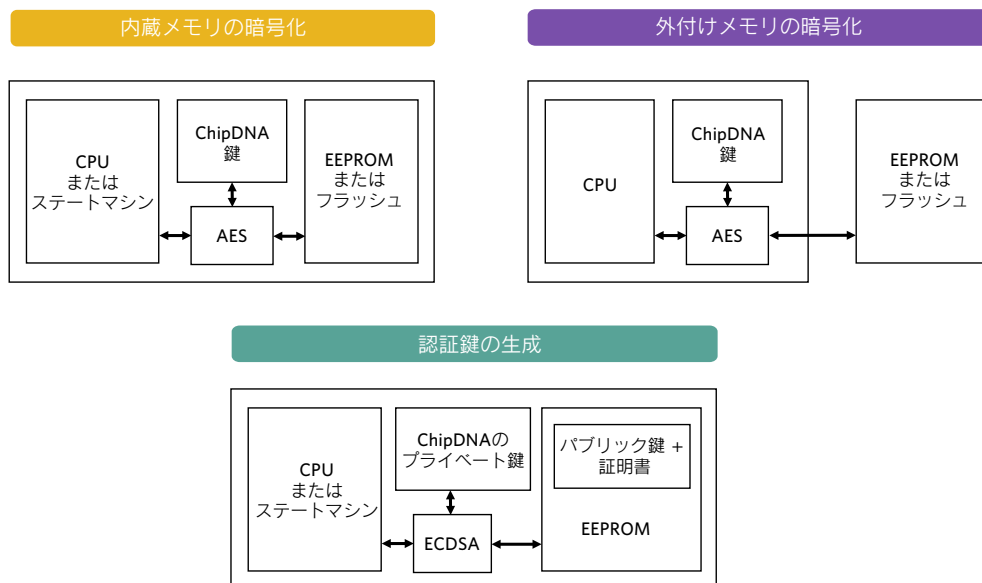 内蔵メモリの暗号化
CPU
または
ステートマシン
ChipDNA
鍵
AES
EEPROM
または
フラッシュ
外付けメモリの暗号化
CPU
ChipDNA
鍵
AES
EEPROM
または
フラッシュ
認証鍵の生成
CPU
または
ステートマシン
ChipDNAの
プライベート鍵
ECDSA
パブリック鍵 +
証明書
EEPROM